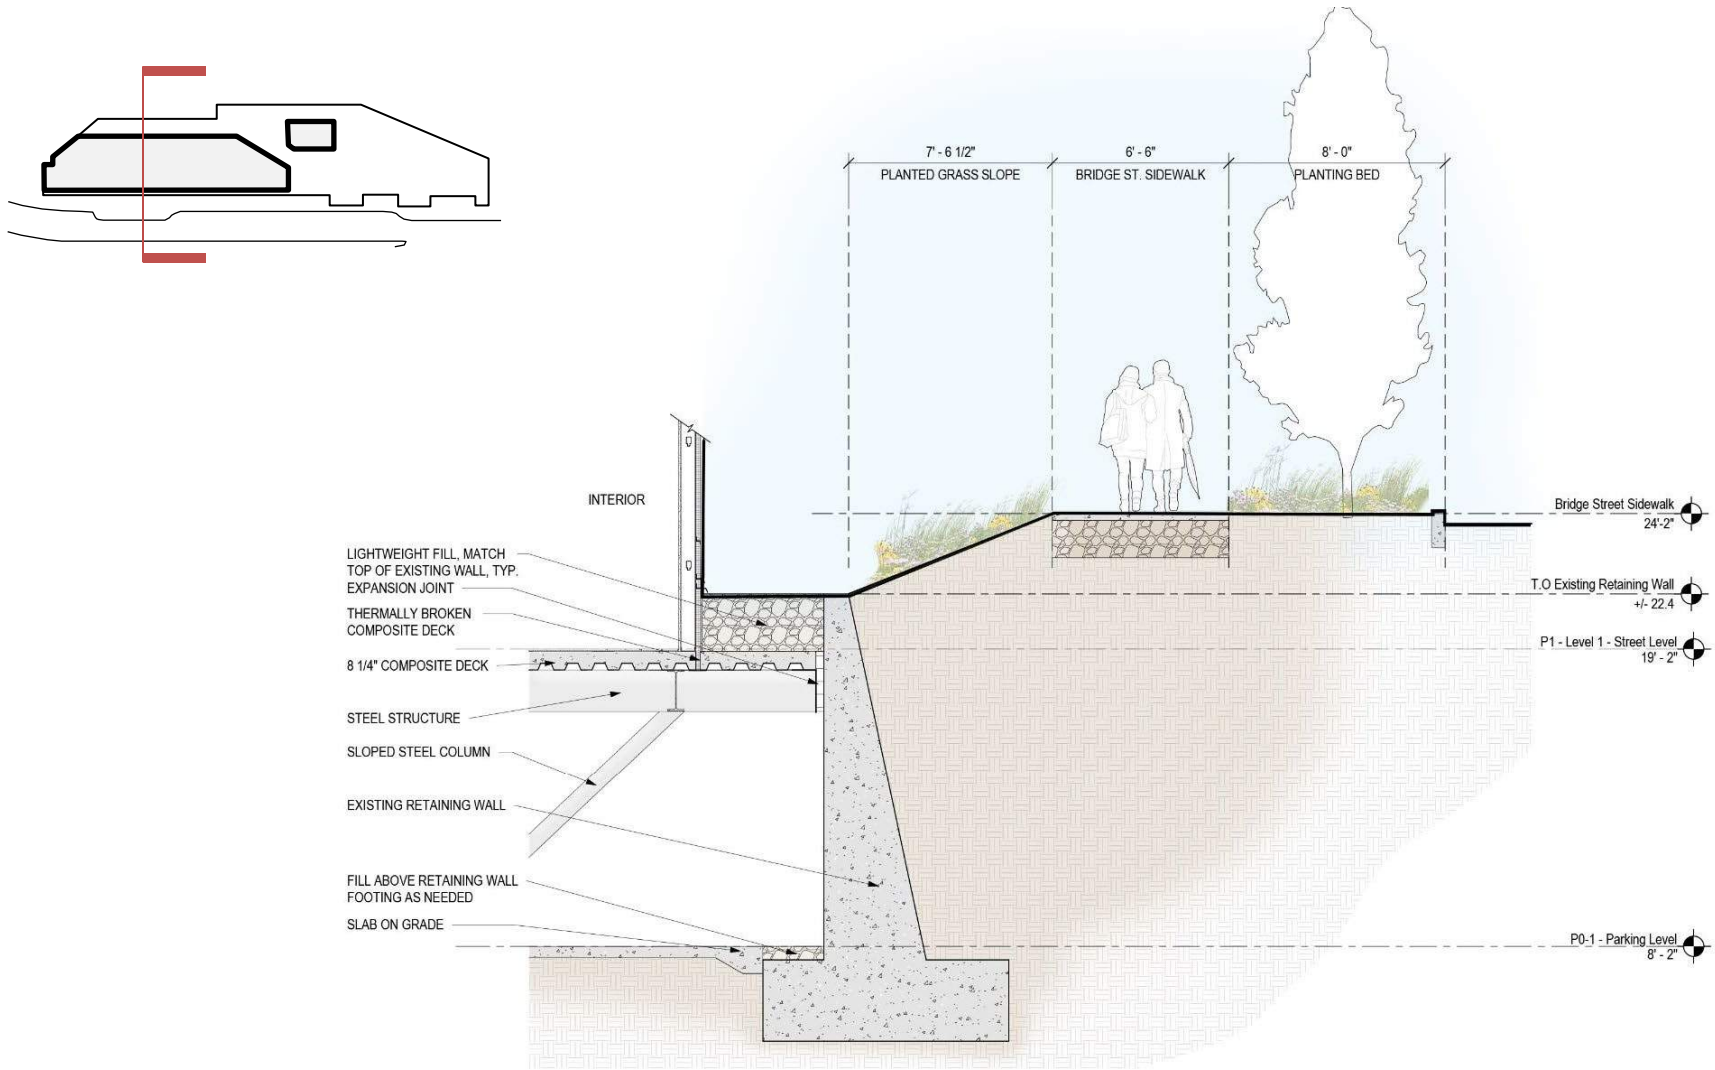 7' - 6 1/2"
6' - 6"
8' - 0"
PLANTED GRASS SLOPE
BRIDGE ST. SIDEWALK
PLANTING BED
INTERIOR
Bridge Street Sidewalk
24'-2"
LIGHTWEIGHT FILL, MATCH
TOP OF EXISTING WALL, TYP.
EXPANSION JOINT
T.O Existing Retaining Wall
+/- 22.4
THERMALLY BROKEN
COMPOSITE DECK
P1 - Level 1 - Street Level
19' - 2"
8 1/4" COMPOSITE DECK
STEEL STRUCTURE
SLOPED STEEL COLUMN
EXISTING RETAINING WALL
FILL ABOVE RETAINING WALL
FOOTING AS NEEDED
SLAB ON GRADE
P0-1 - Parking Level
8' - 2"